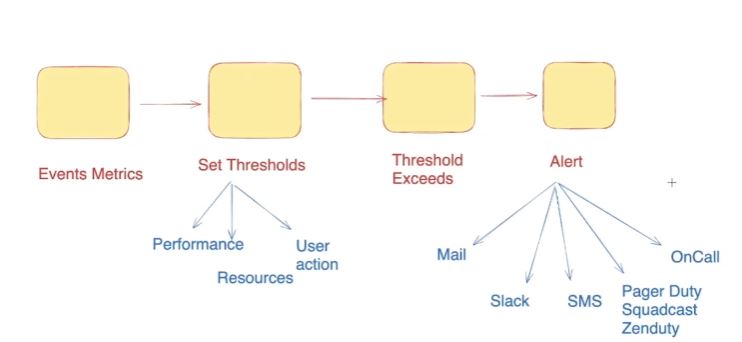 Events Metrics
Set Thresholds
Threshold
Exceeds
Alert
Performance
Resources
User
action
Mail
Slack
SMS
Pager Duty
Squadcast
Zenduty
OnCall